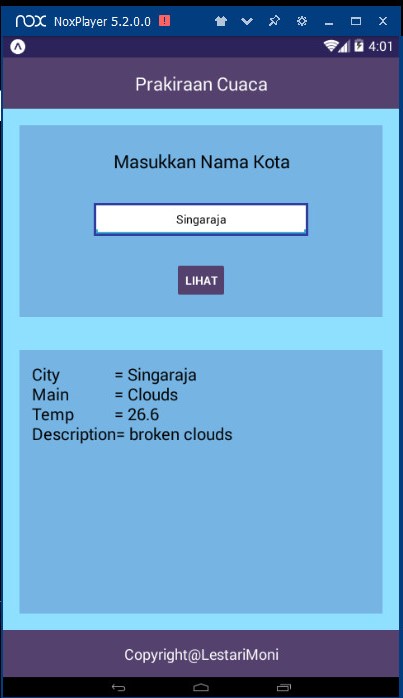 nox NoxPlayer 5.2.0.0
4:01
Prakiraan Cuaca
Masukkan Nama Kota
Singaraja
LIHAT
City = Singaraja
Main = Clouds
Temp = 26.6
Description= broken clouds
Copyright@LestariMoni